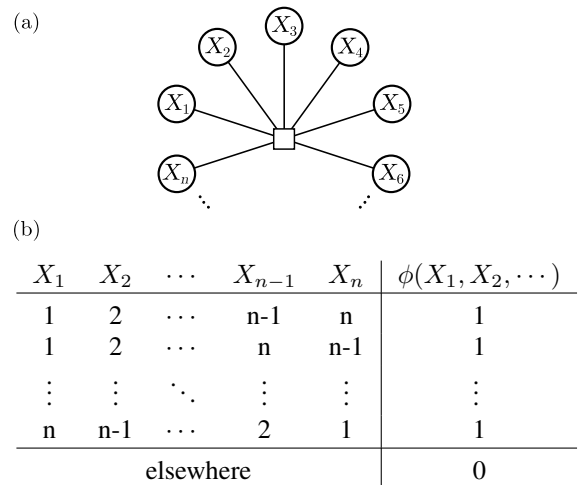 (a)
X₃
X₂ X₄
X₁ X₅
Xₙ X₆
⋱ ⋰
(b)
X₁ X₂ ⋯ Xₙ₋₁ Xₙ ϕ(X₁, X₂, ⋯)
1 2 ⋯ n-1 n 1
1 2 ⋯ n n-1 1
⋮ ⋮ ⋱ ⋮ ⋮ ⋮
n n-1 ⋯ 2 1 1
elsewhere 0